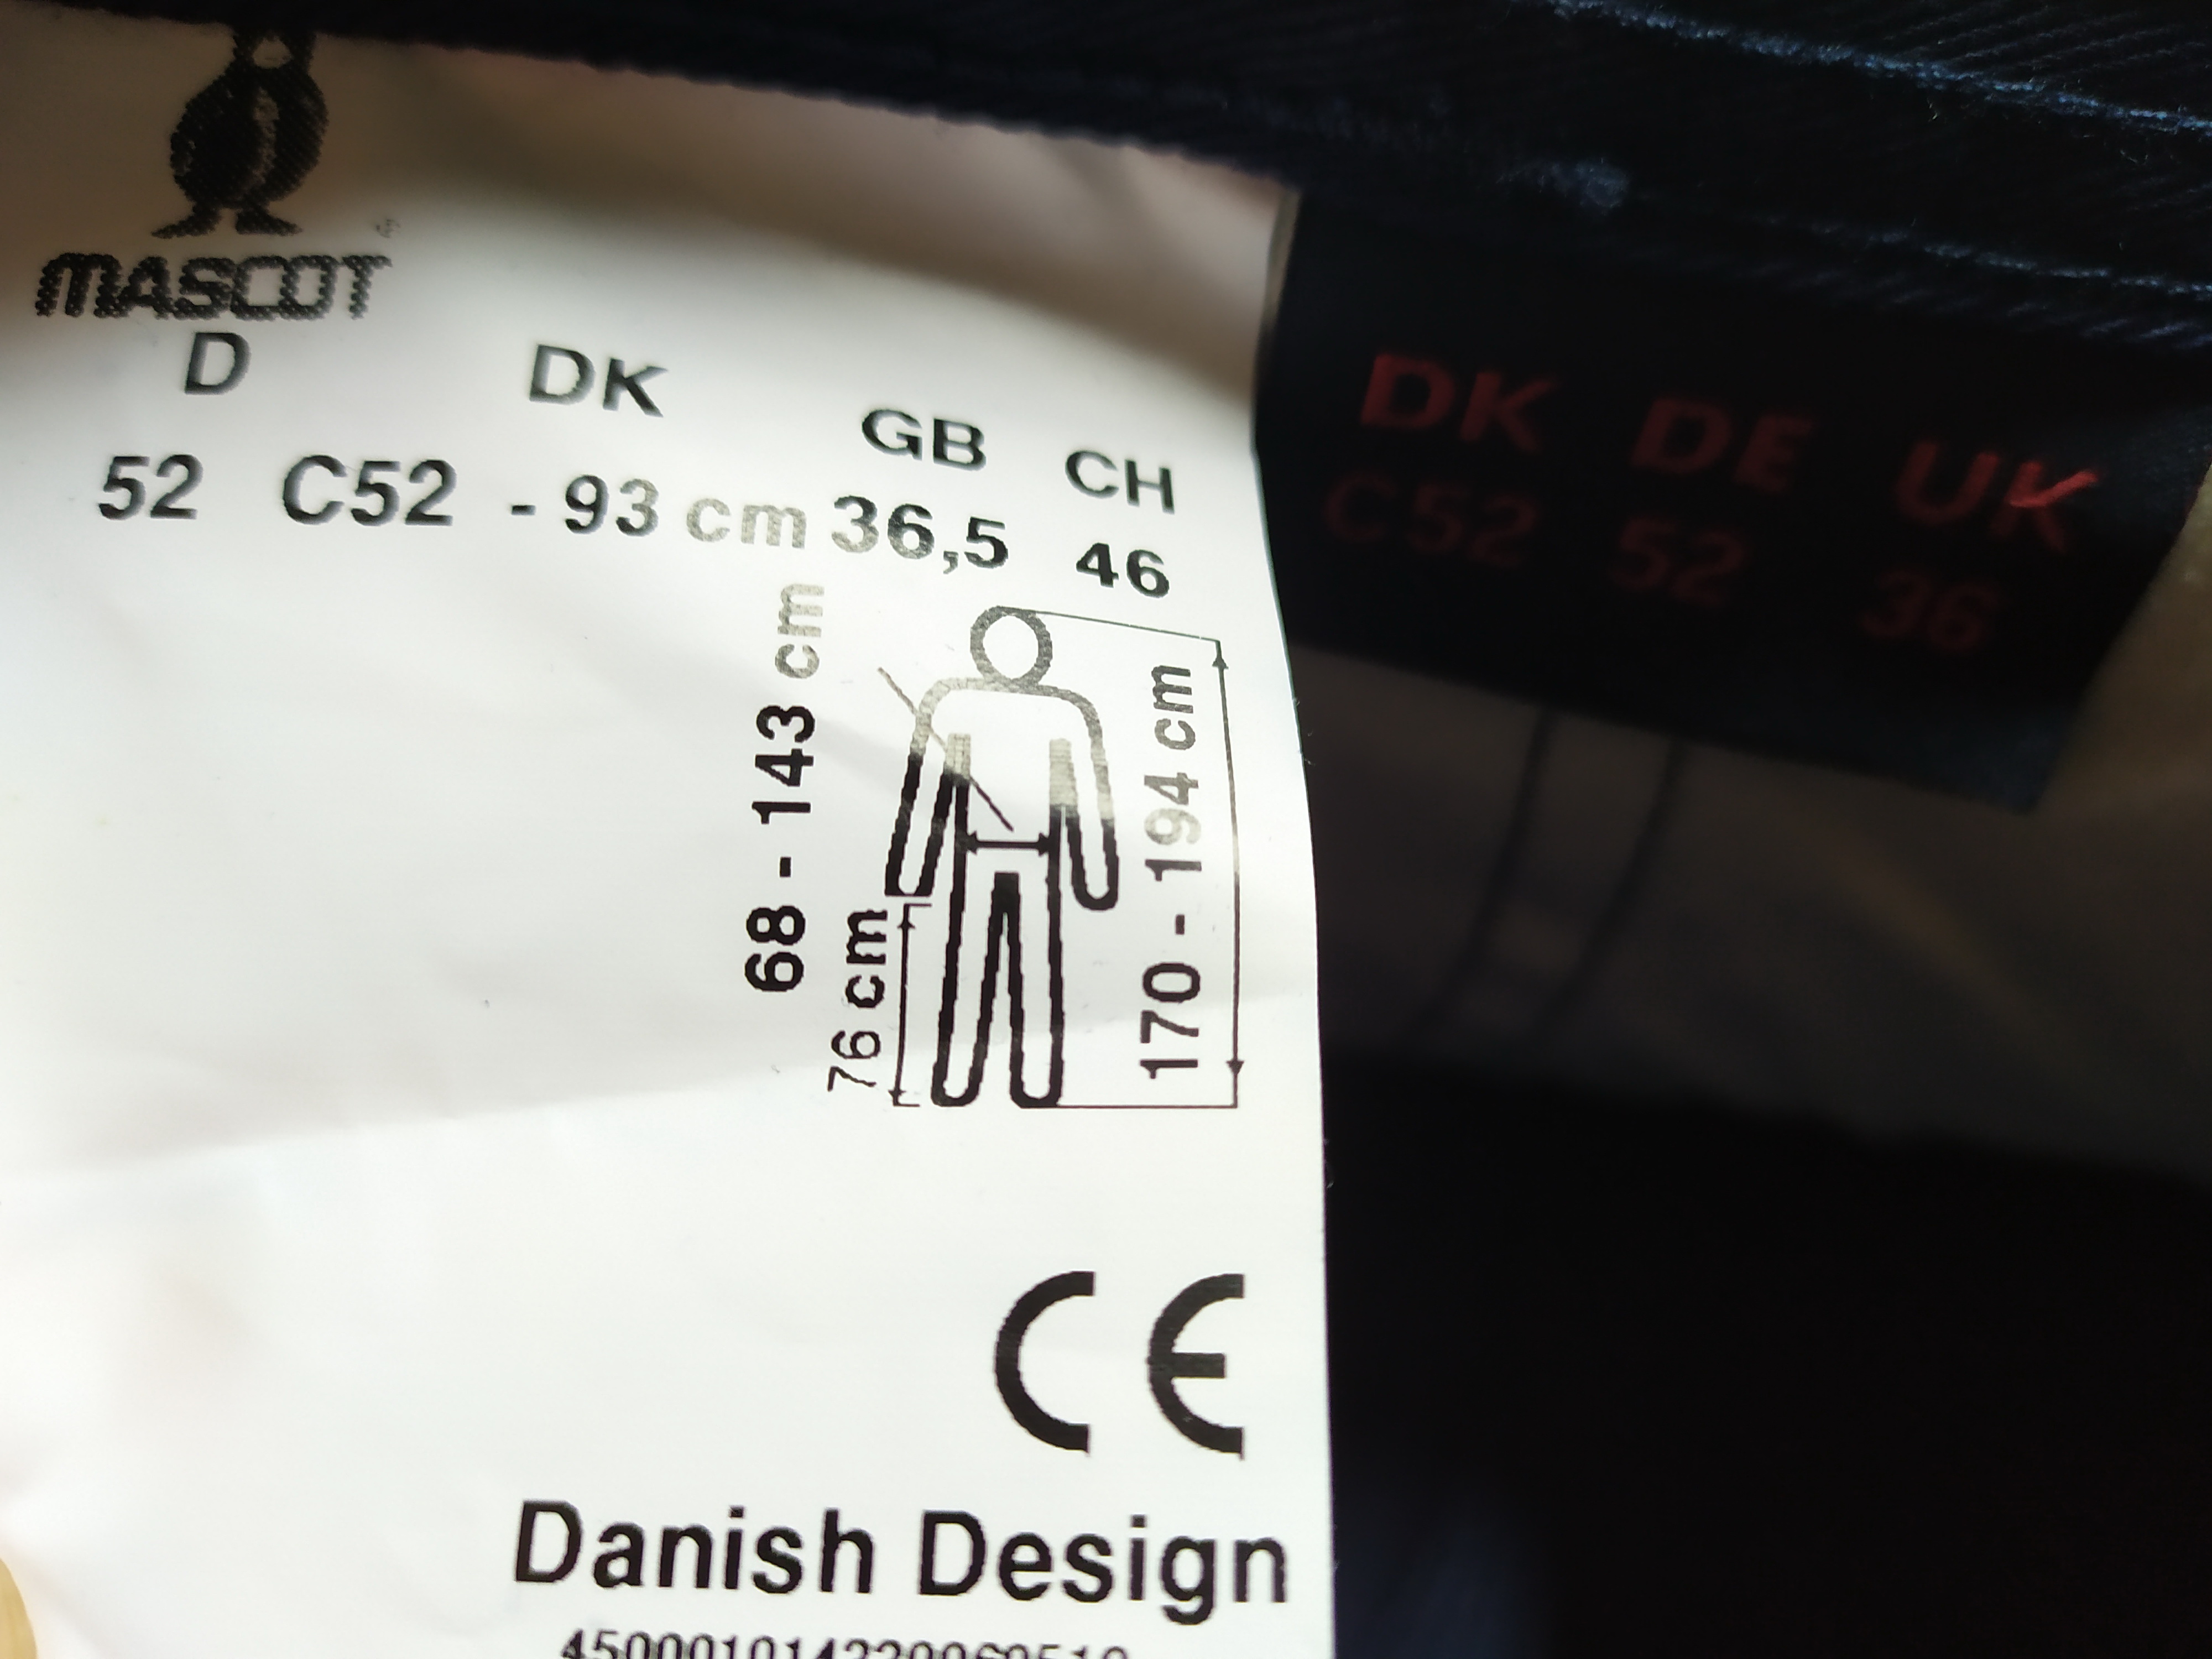 MASCOT
D DK GB CH
52 C52 - 93 cm 36,5 46
68 - 143 cm
76 cm
170 - 194 cm
CE
Danish Design
DK DE UK
C52 52 36